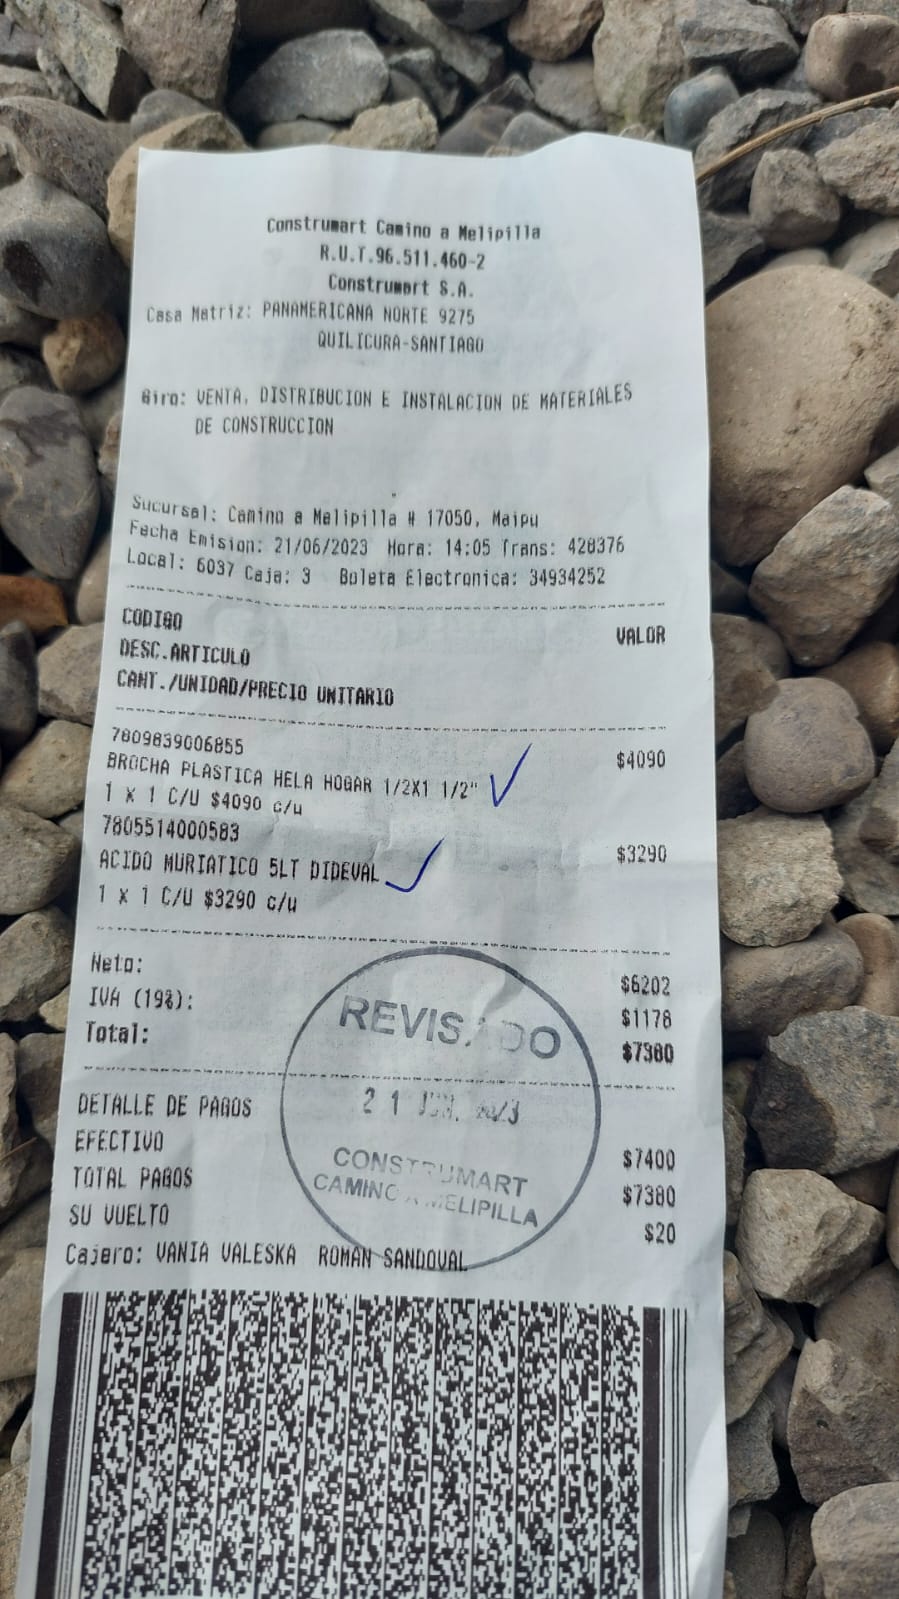 Construmart Camino a Melipilla
R.U.T.96.511.460-2
Construmart S.A.
Casa Matriz: PANAMERICANA NORTE 9275
QUILICURA-SANTIAGO
Giro: VENTA, DISTRIBUCION E INSTALACION DE MATERIALES
DE CONSTRUCCION
Sucursal: Camino a Melipilla # 17050, Maipu
Fecha Emision: 21/06/2023 Hora: 14:05 Trans: 428376
Local: 6037 Caja: 3 Boleta Electronica: 34934252
CODIGO
VALOR
DESC.ARTICULO
CANT./UNIDAD/PRECIO UNITARIO
7809839006855 $4090
BROCHA PLASTICA HELA HOGAR 1/2X1 1/2"
1 x 1 C/U $4090 c/u
7805514000583 $3290
ACIDO MURIATICO 5LT DIDEVAL
1 x 1 C/U $3290 c/u
Neto: $6202
IVA (19%): $1178
Total: $7380
DETALLE DE PAGOS
EFECTIVO $7400
TOTAL PAGOS $7380
SU VUELTO $20
Cajero: VANIA VALESKA ROMAN SANDOVAL
REVISADO
21 JUN. 2023
CONSTRUMART
CAMINO A MELIPILLA